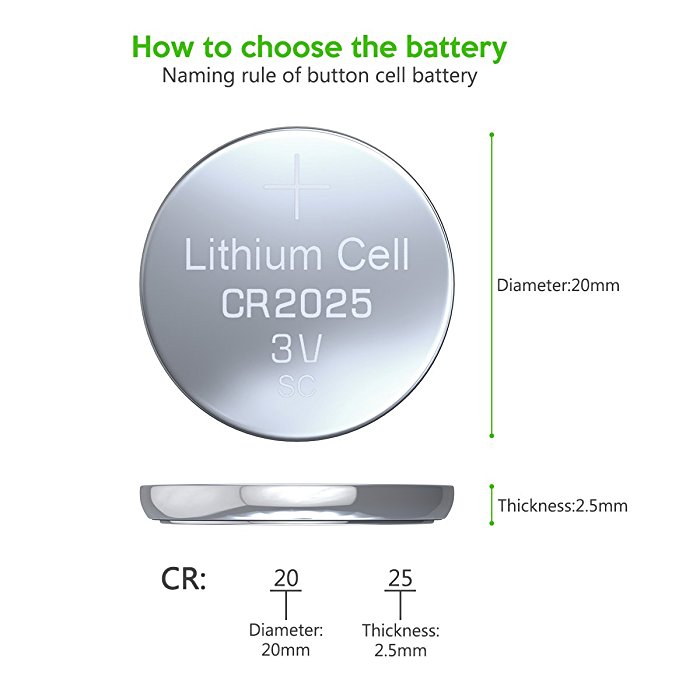 How to choose the battery
Naming rule of button cell battery
+
Lithium Cell
CR2025
3V
SC
Diameter:20mm
Thickness:2.5mm
CR: 20 25
Diameter: Thickness:
20mm 2.5mm